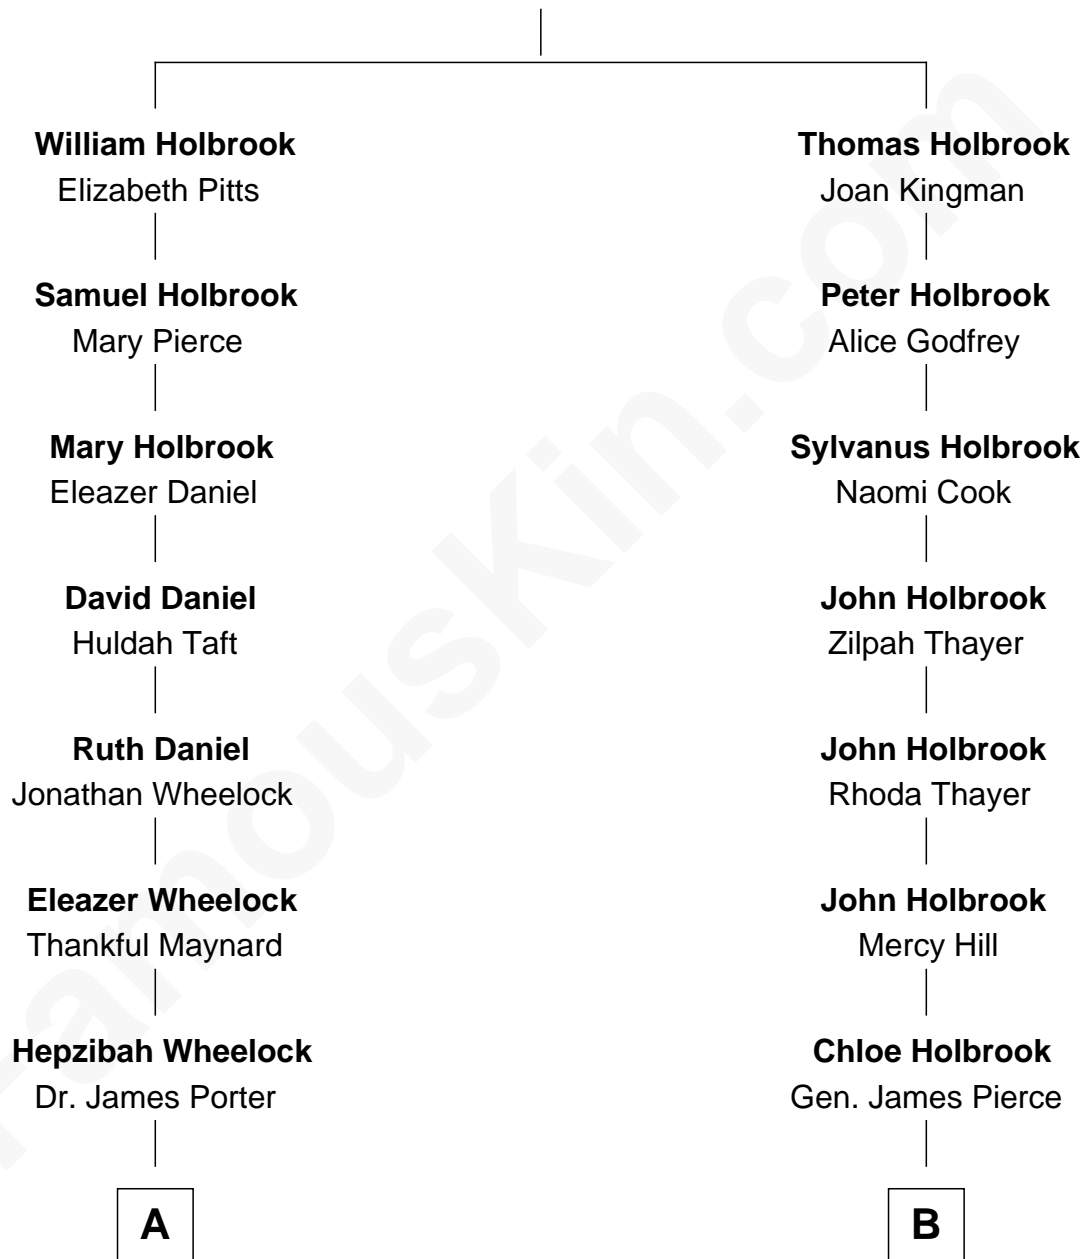 William Holbrook
Elizabeth Pitts
Samuel Holbrook
Mary Pierce
Mary Holbrook
Eleazer Daniel
David Daniel
Huldah Taft
Ruth Daniel
Jonathan Wheelock
Eleazer Wheelock
Thankful Maynard
Hepzibah Wheelock
Dr. James Porter
A
Thomas Holbrook
Joan Kingman
Peter Holbrook
Alice Godfrey
Sylvanus Holbrook
Naomi Cook
John Holbrook
Zilpah Thayer
John Holbrook
Rhoda Thayer
John Holbrook
Mercy Hill
Chloe Holbrook
Gen. James Pierce
B
FamousKin.com